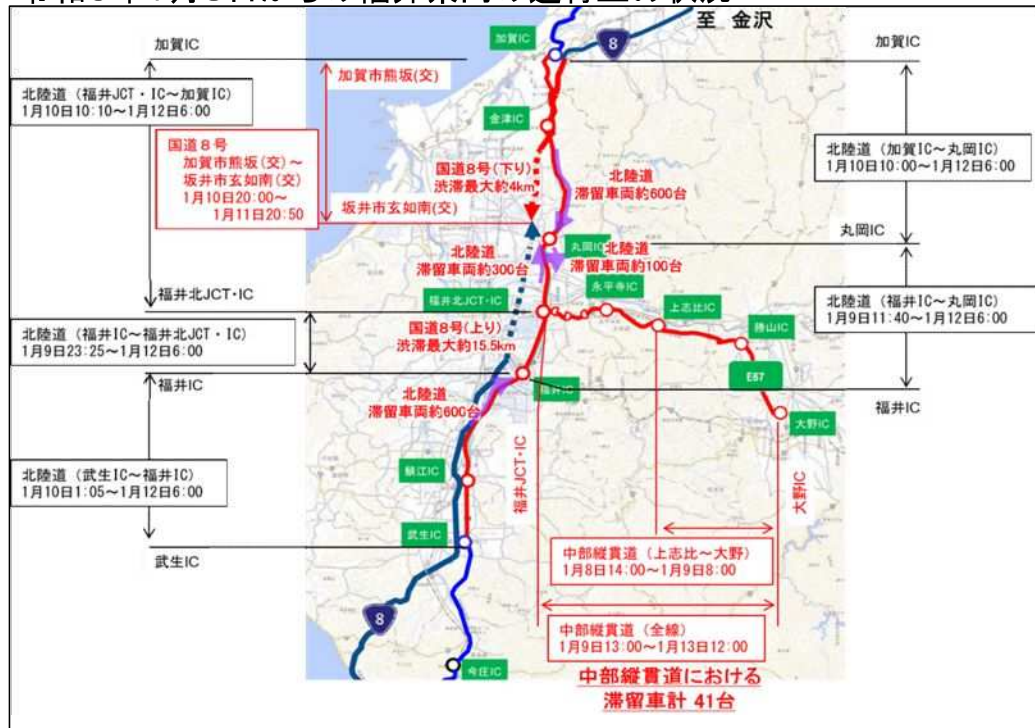 至 金沢
加賀IC
加賀IC
8
加賀IC
北陸道（福井JCT・IC～加賀IC）
1月10日10:10～1月12日6:00
加賀市熊坂(交)
国道8号
加賀市熊坂(交)～
坂井市玄如南(交)
1月10日20:00～
1月11日20:50
金津IC
国道8号(下り)
渋滞最大約4km
北陸道
滞留車両約600台
北陸道（加賀IC～丸岡IC）
1月10日10:00～1月12日6:00
坂井市玄如南(交)
丸岡IC
丸岡IC
北陸道
滞留車両約300台
北陸道
滞留車両約100台
福井北JCT・IC
福井北JCT・IC
永平寺IC
上志比IC
勝山IC
北陸道（福井IC～丸岡IC）
1月9日11:40～1月12日6:00
北陸道（福井IC～福井北JCT・IC）
1月9日23:25～1月12日6:00
国道8号(上り)
渋滞最大約15.5km
E67
福井IC
福井IC
福井IC
北陸道
滞留車両約600台
大野IC
北陸道（武生IC～福井IC）
1月10日1:05～1月12日6:00
鯖江IC
福井JCT・IC
大野IC
武生IC
武生IC
中部縦貫道（上志比～大野）
1月8日14:00～1月9日8:00
8
中部縦貫道（全線）
1月9日13:00～1月13日12:00
今庄IC
中部縦貫道における
滞留車計 41台